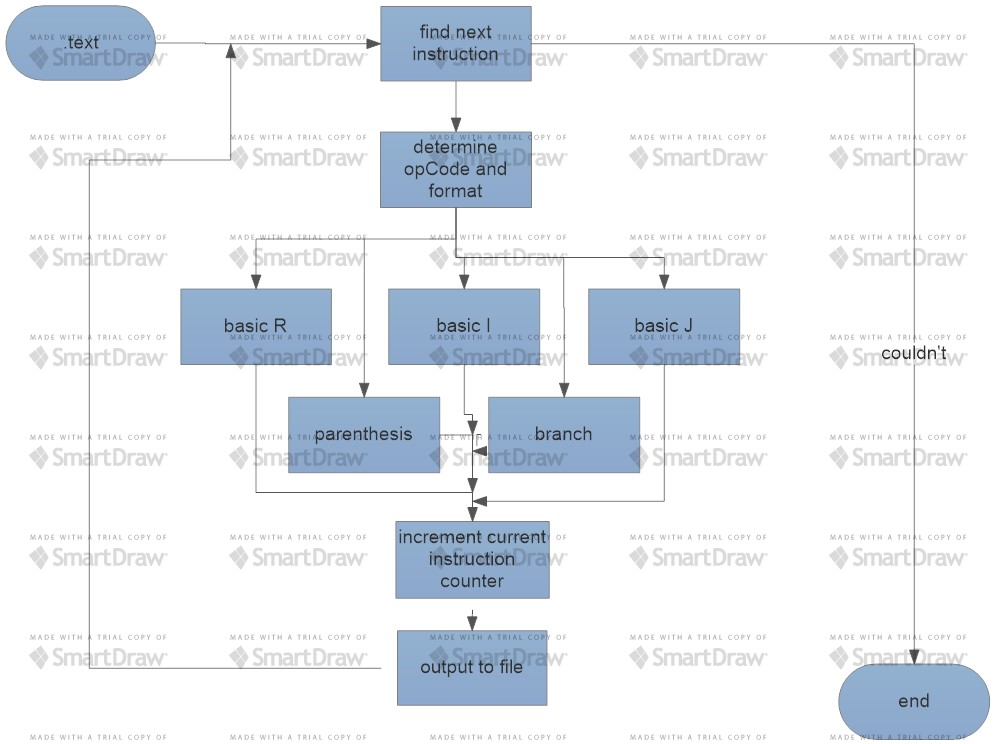 .text
find next
instruction
determine
opCode and
format
basic R
basic I
basic J
couldn't
parenthesis
branch
increment current
instruction
counter
output to file
end
MADE WITH A TRIAL COPY OF
SmartDraw